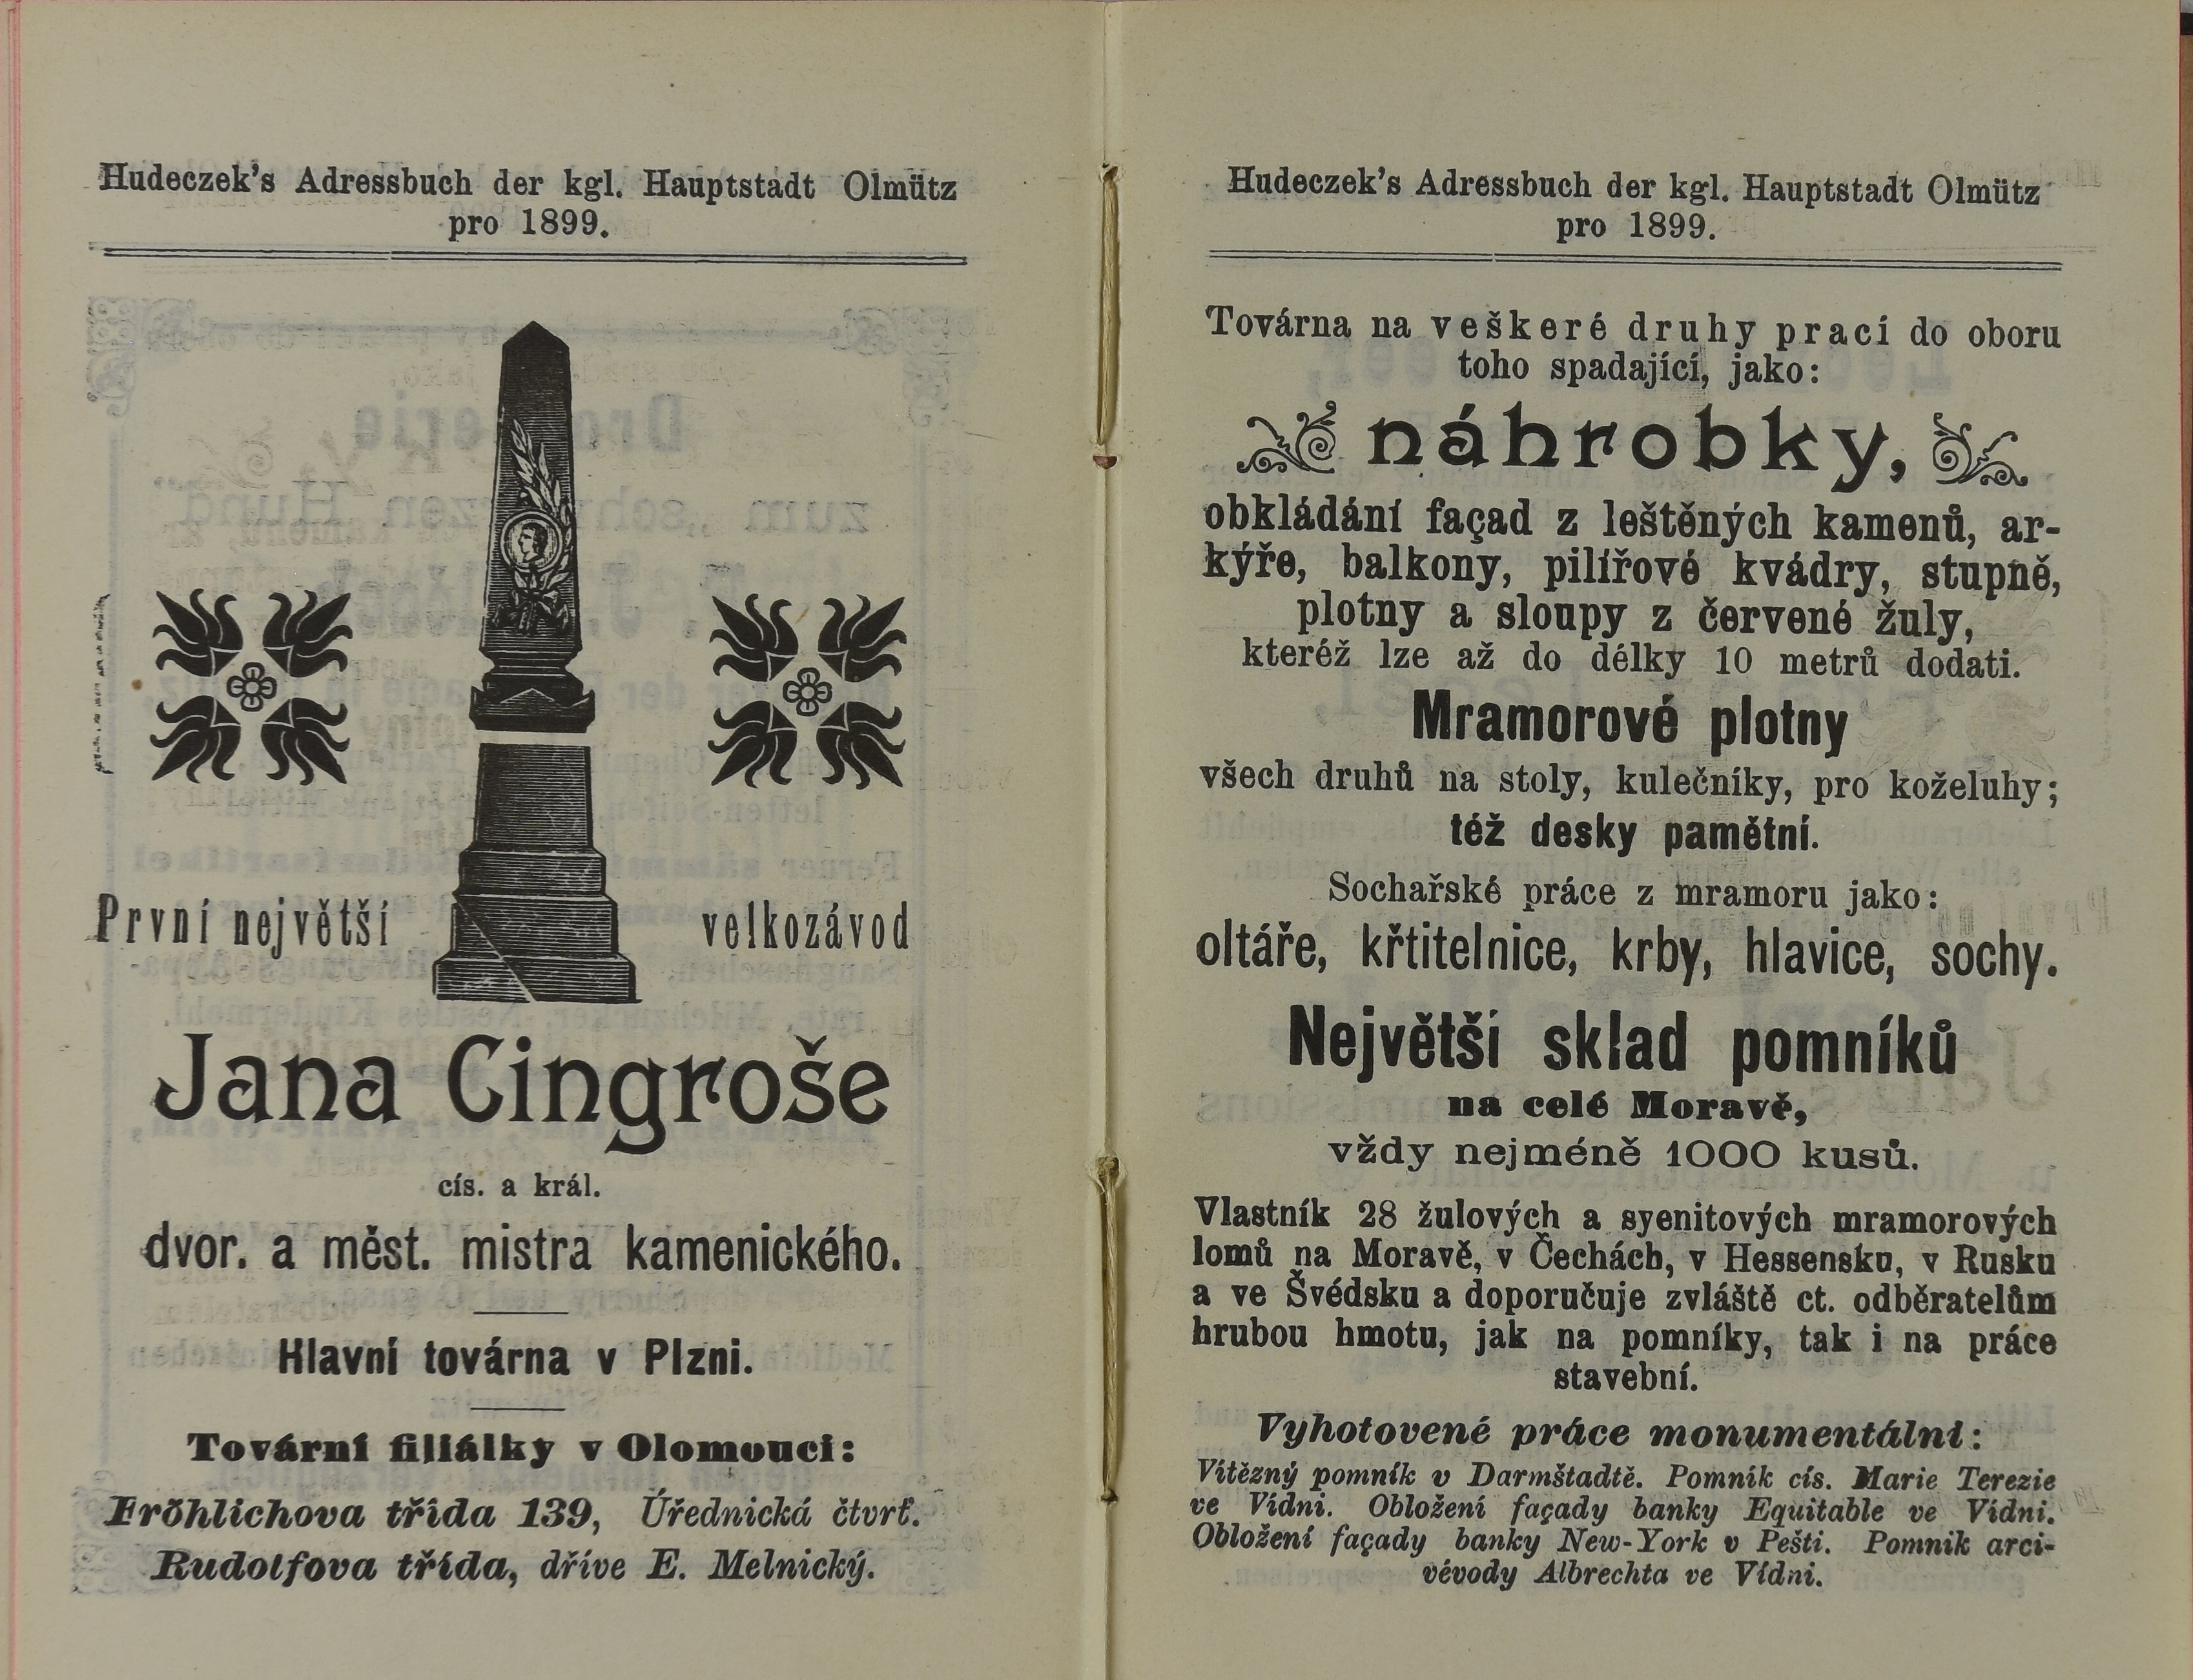 Hudeczek's Adressbuch der kgl. Hauptstadt Olmütz
pro 1899.
První největší velkozávod
Jana Cingroše
cís. a král.
dvor. a měst. mistra kamenického.
Hlavní továrna v Plzni.
Tovární filiálky v Olomouci:
Fröhlichova třída 139, Úřednická čtvrť.
Rudolfova třída, dříve E. Melnický.
Hudeczek's Adressbuch der kgl. Hauptstadt Olmütz
pro 1899.
Továrna na veškeré druhy prací do oboru
toho spadající, jako:
náhrobky,
obkládání façad z leštěných kamenů, ar-
kýře, balkony, pilířové kvádry, stupně,
plotny a sloupy z červené žuly,
kteréž lze až do délky 10 metrů dodati.
Mramorové plotny
všech druhů na stoly, kulečníky, pro koželuhy;
též desky pamětní.
Sochařské práce z mramoru jako:
oltáře, křtitelnice, krby, hlavice, sochy.
Největší sklad pomníků
na celé Moravě,
vždy nejméně 1000 kusů.
Vlastník 28 žulových a syenitových mramorových
lomů na Moravě, v Čechách, v Hessensku, v Rusku
a ve Švédsku a doporučuje zvláště ct. odběratelům
hrubou hmotu, jak na pomníky, tak i na práce
stavební.
Vyhotovené práce monumentální:
Vítězný pomník v Darmštadtě. Pomník cís. Marie Terezie
ve Vídni. Obložení façady banky Equitable ve Vídni.
Obložení façady banky New-York v Pešti. Pomník arci-
vévody Albrechta ve Vídni.